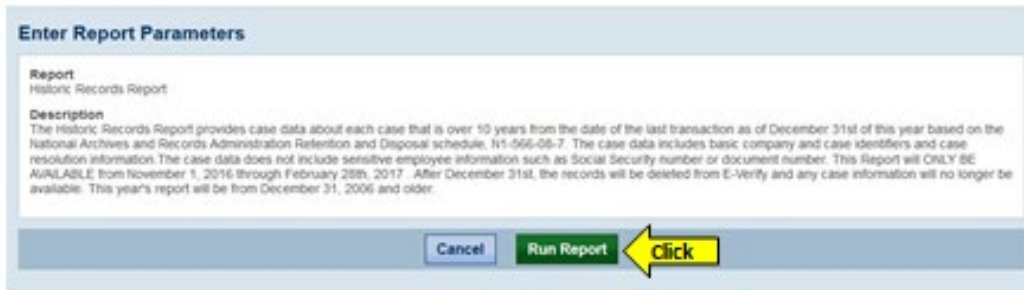 Enter Report Parameters
Report
Historic Records Report
Description
The Historic Records Report provides case data about each case that is over 10 years from the date of the last transaction as of December 31st of this year based on the
National Archives and Records Administration Retention and Disposal schedule, N1-566-08-7. The case data includes basic company and case identifiers and case
resolution information.The case data does not include sensitive employee information such as Social Security number or document number. This Report will ONLY BE
AVAILABLE from November 1, 2016 through February 28th, 2017 . After December 31st, the records will be deleted from E-Verify and any case information will no longer be
available. This year's report will be from December 31, 2006 and older.
Cancel Run Report Click